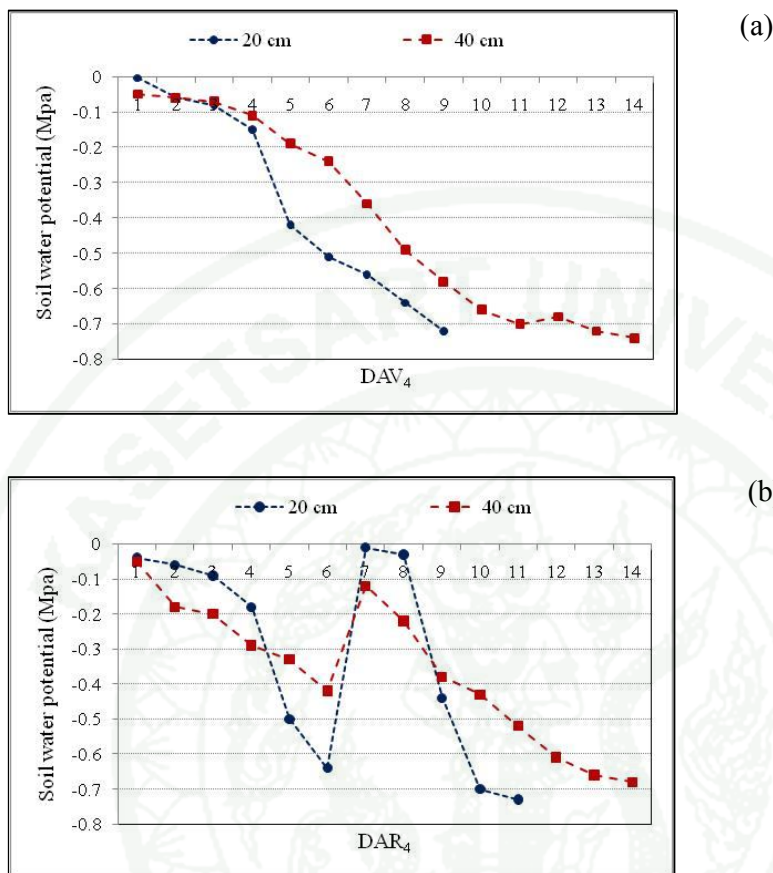 (a)
20 cm 40 cm
0
-0.1
-0.2
-0.3
-0.4
-0.5
-0.6
-0.7
-0.8
1 2 3 4 5 6 7 8 9 10 11 12 13 14
Soil water potential (Mpa)
DAV4
(b
20 cm 40 cm
0
-0.1
-0.2
-0.3
-0.4
-0.5
-0.6
-0.7
-0.8
1 2 3 4 5 6 7 8 9 10 11 12 13 14
Soil water potential (Mpa)
DAR4
KASETSART UNIVE